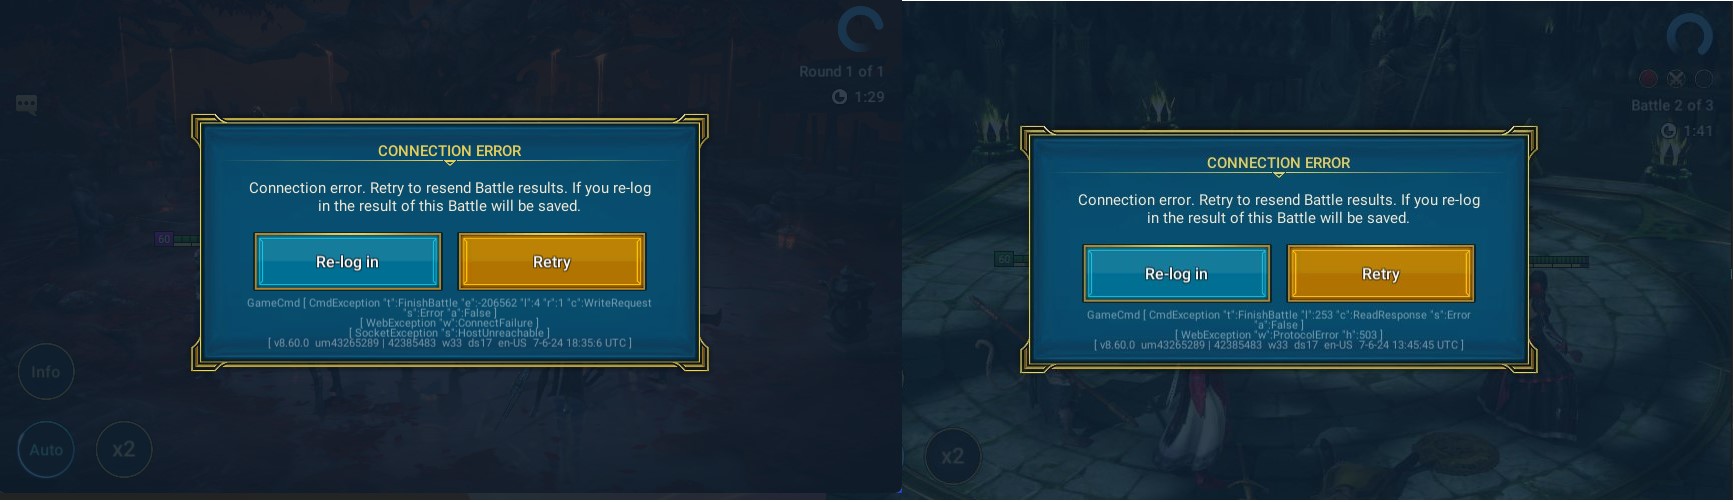 Round 1 of 1
1:29
CONNECTION ERROR
Connection error. Retry to resend Battle results. If you re-log
in the result of this Battle will be saved.
60
Re-log in
Retry
GameCmd [ CmdException "t":FinishBattle "e":-206562 "l":4 "r":1 "c":WriteRequest
"s":Error "a":False ]
[ WebException "w":ConnectFailure ]
[ SocketException "s":HostUnreachable ]
[ v8.60.0 um43265289 | 42385483 w33 ds17 en-US 7-6-24 18:35:6 UTC ]
Info
Auto
x2
Battle 2 of 3
1:41
CONNECTION ERROR
Connection error. Retry to resend Battle results. If you re-log
in the result of this Battle will be saved.
60
Re-log in
Retry
GameCmd [ CmdException "t":FinishBattle "l":253 "c":ReadResponse "s":Error
"a":False ]
[ WebException "w":ProtocolError "h":503 ]
[ v8.60.0 um43265289 | 42385483 w33 ds17 en-US 7-6-24 13:45:45 UTC ]
x2